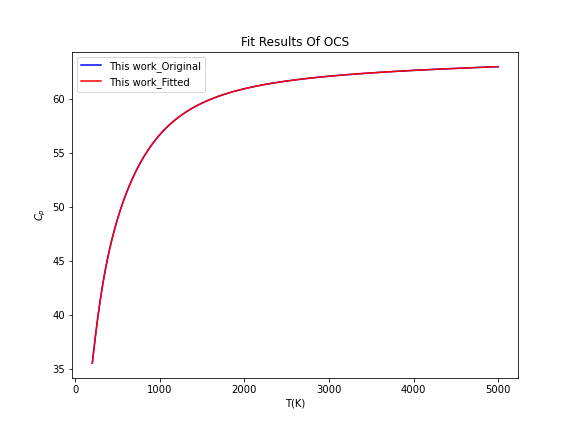 Fit Results Of OCS
This work_Original
This work_Fitted
60
55
50
45
40
35
Cₚ
0 1000 2000 3000 4000 5000
T(K)